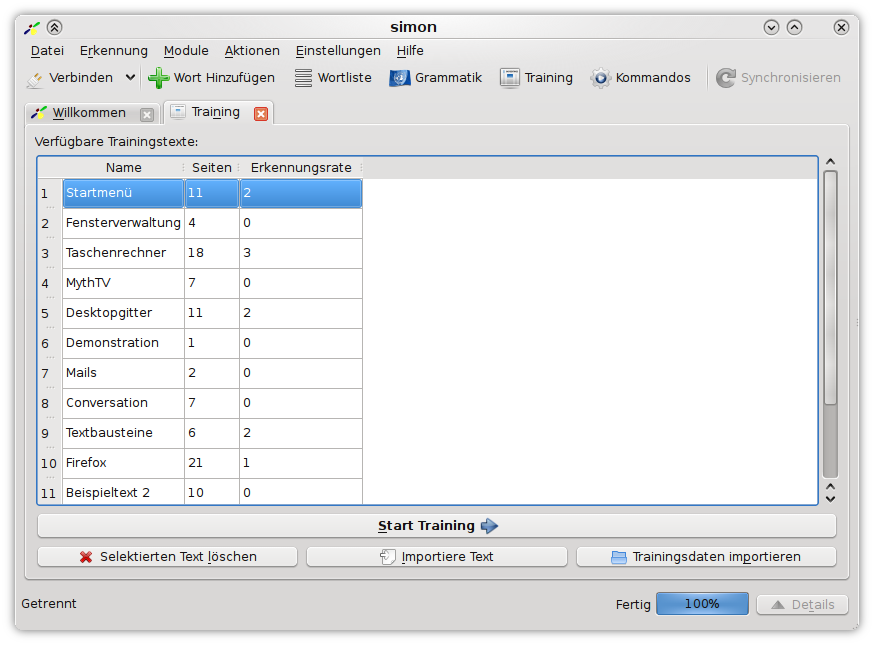 simon
Datei Erkennung Module Aktionen Einstellungen Hilfe
Verbinden Wort Hinzufügen Wortliste Grammatik Training Kommandos Synchronisieren
Willkommen Training
Verfügbare Trainingstexte:
Name Seiten Erkennungsrate
1 Startmenü 11 2
2 Fensterverwaltung 4 0
3 Taschenrechner 18 3
4 MythTV 7 0
5 Desktopgitter 11 2
6 Demonstration 1 0
7 Mails 2 0
8 Conversation 7 0
9 Textbausteine 6 2
10 Firefox 21 1
11 Beispieltext 2 10 0
Start Training
Selektierten Text löschen Importiere Text Trainingsdaten importieren
Getrennt Fertig 100% Details